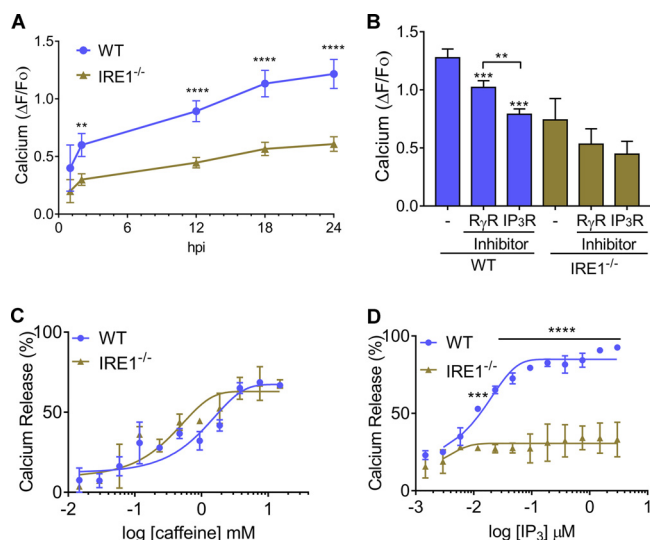 A
WT
IRE1-/-
Calcium (ΔF/Fo)
1.5
1.0
0.5
0.0
**
****
****
****
0
6
12
18
24
hpi
B
Calcium (ΔF/Fo)
1.5
1.0
0.5
0.0
**
***
***
- RγR IP3R - RγR IP3R
Inhibitor Inhibitor
WT IRE1-/-
C
WT
IRE1-/-
Calcium Release (%)
100
50
0
-2 -1 0 1
log [caffeine] mM
D
WT
IRE1-/-
Calcium Release (%)
100
50
0
***
****
-3 -2 -1 0 1
log [IP3] μM